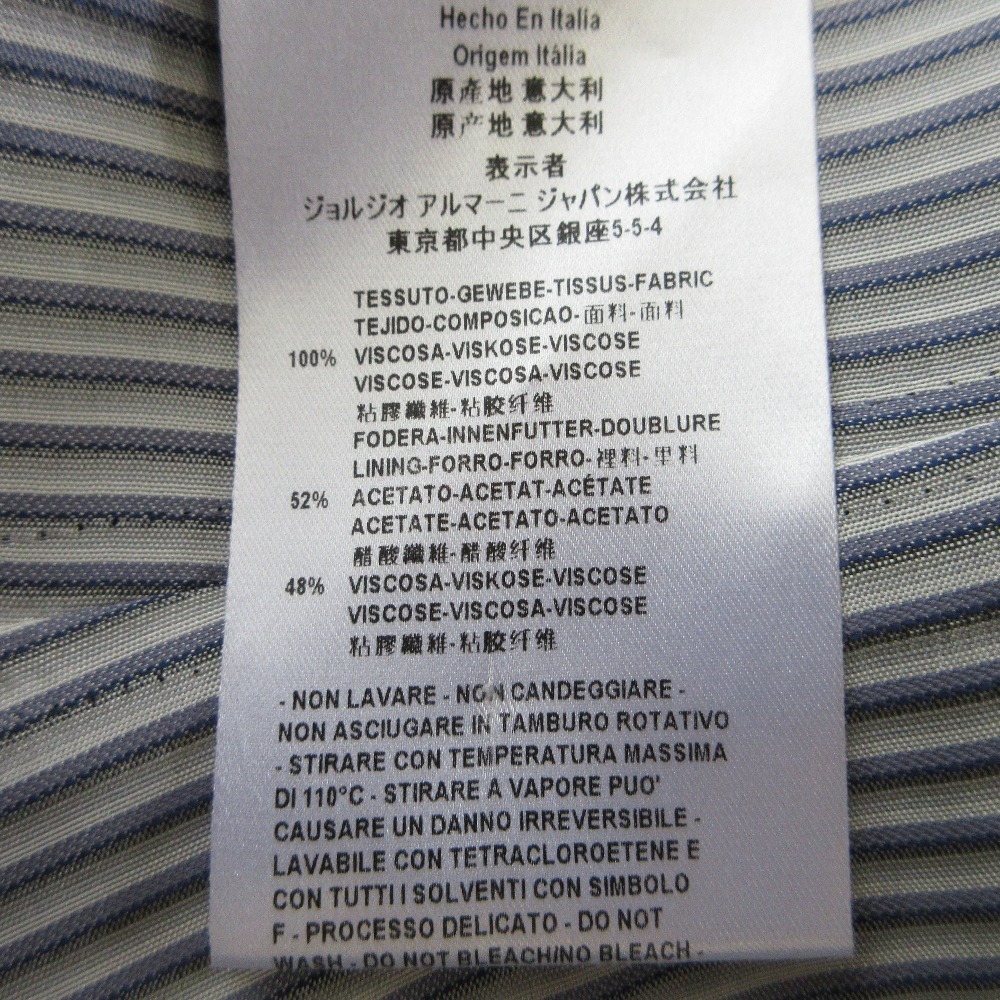 Hecho En Italia
Origem Itália
原產地 意大利
原产地 意大利
表示者
ジョルジオ アルマーニ ジャパン株式会社
東京都中央区銀座5-5-4
TESSUTO-GEWEBE-TISSUS-FABRIC
TEJIDO-COMPOSICAO-面料-面料
100% VISCOSA-VISKOSE-VISCOSE
VISCOSE-VISCOSA-VISCOSE
粘膠纖維-粘胶纤维
FODERA-INNENFUTTER-DOUBLURE
LINING-FORRO-FORRO-裡料-里料
52% ACETATO-ACETAT-ACÉTATE
ACETATE-ACETATO-ACETATO
醋酸纖維-醋酸纤维
48% VISCOSA-VISKOSE-VISCOSE
VISCOSE-VISCOSA-VISCOSE
粘膠纖維-粘胶纤维
- NON LAVARE - NON CANDEGGIARE -
NON ASCIUGARE IN TAMBURO ROTATIVO
- STIRARE CON TEMPERATURA MASSIMA
DI 110°C - STIRARE A VAPORE PUO'
CAUSARE UN DANNO IRREVERSIBILE -
LAVABILE CON TETRACLOROETENE E
CON TUTTI I SOLVENTI CON SIMBOLO
F - PROCESSO DELICATO - DO NOT
WASH - DO NOT BLEACH/NO BLEACH -